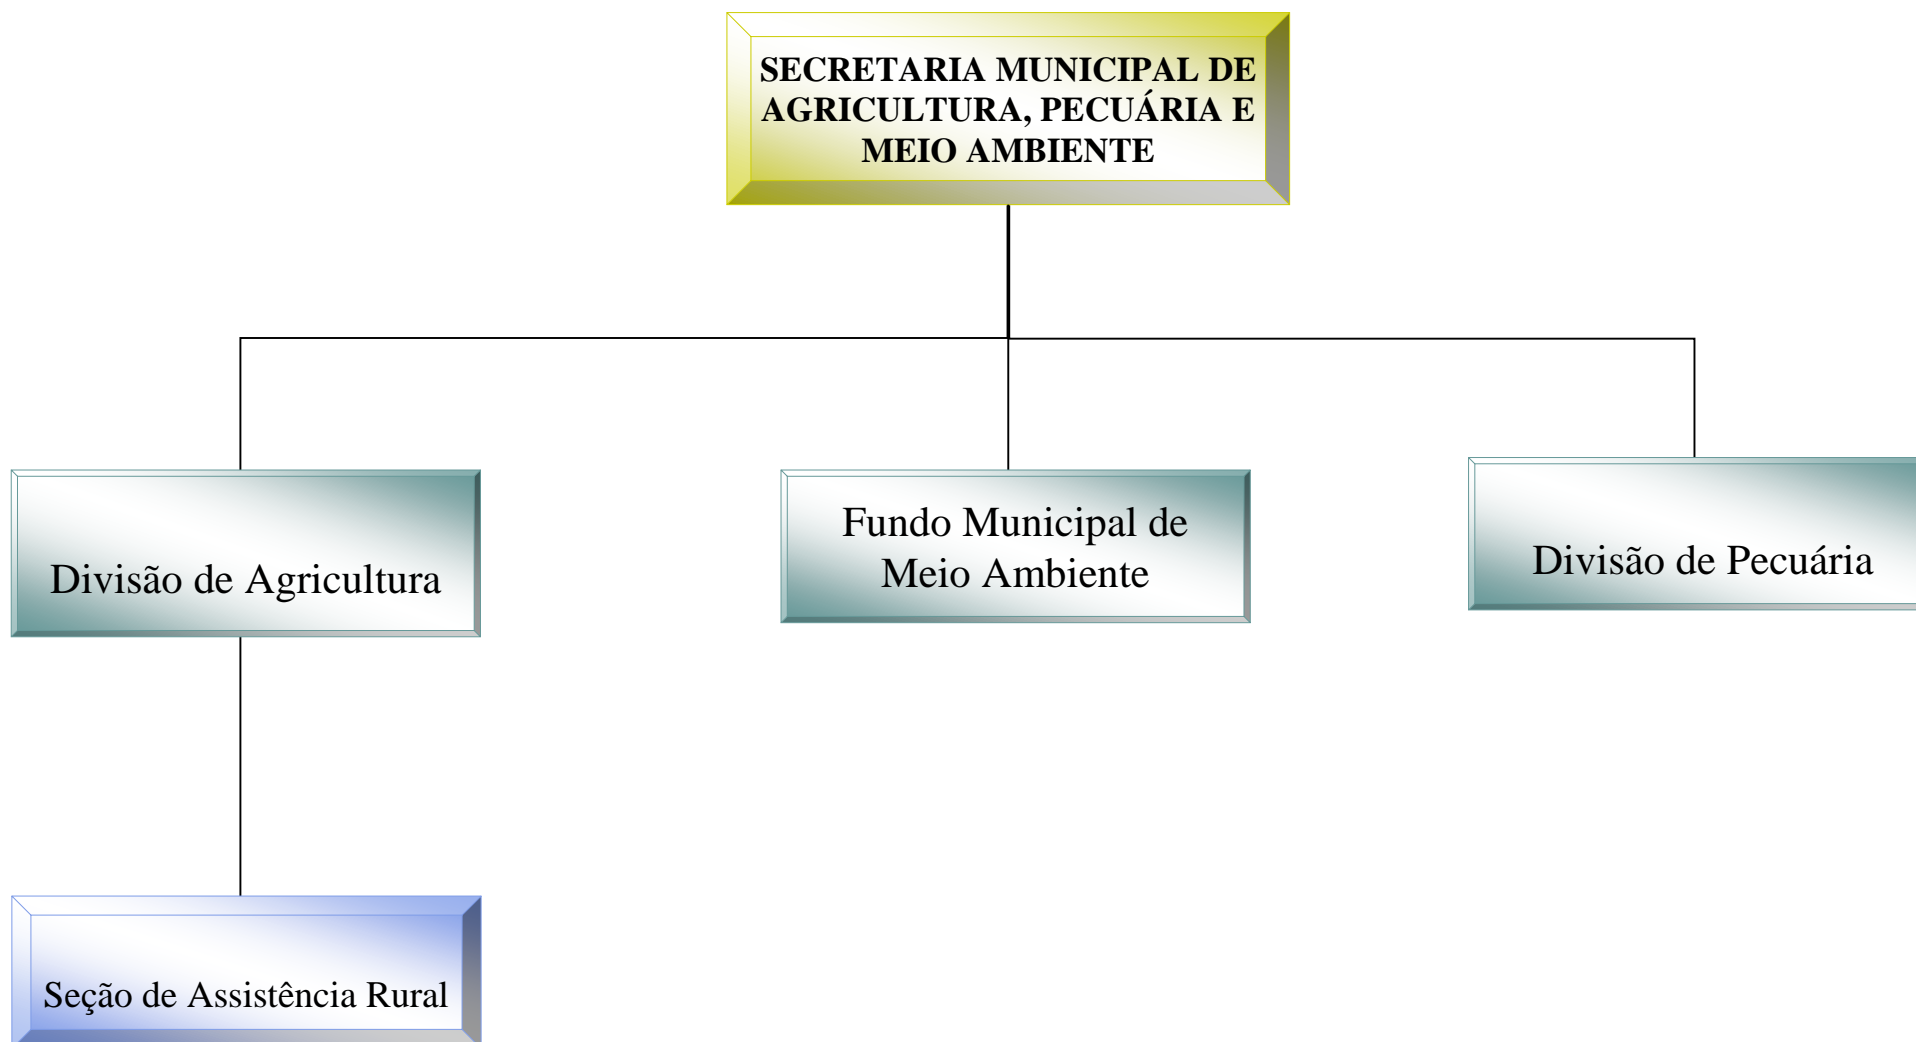 SECRETARIA MUNICIPAL DE
AGRICULTURA, PECUÁRIA E
MEIO AMBIENTE
Divisão de Agricultura
Fundo Municipal de
Meio Ambiente
Divisão de Pecuária
Seção de Assistência Rural